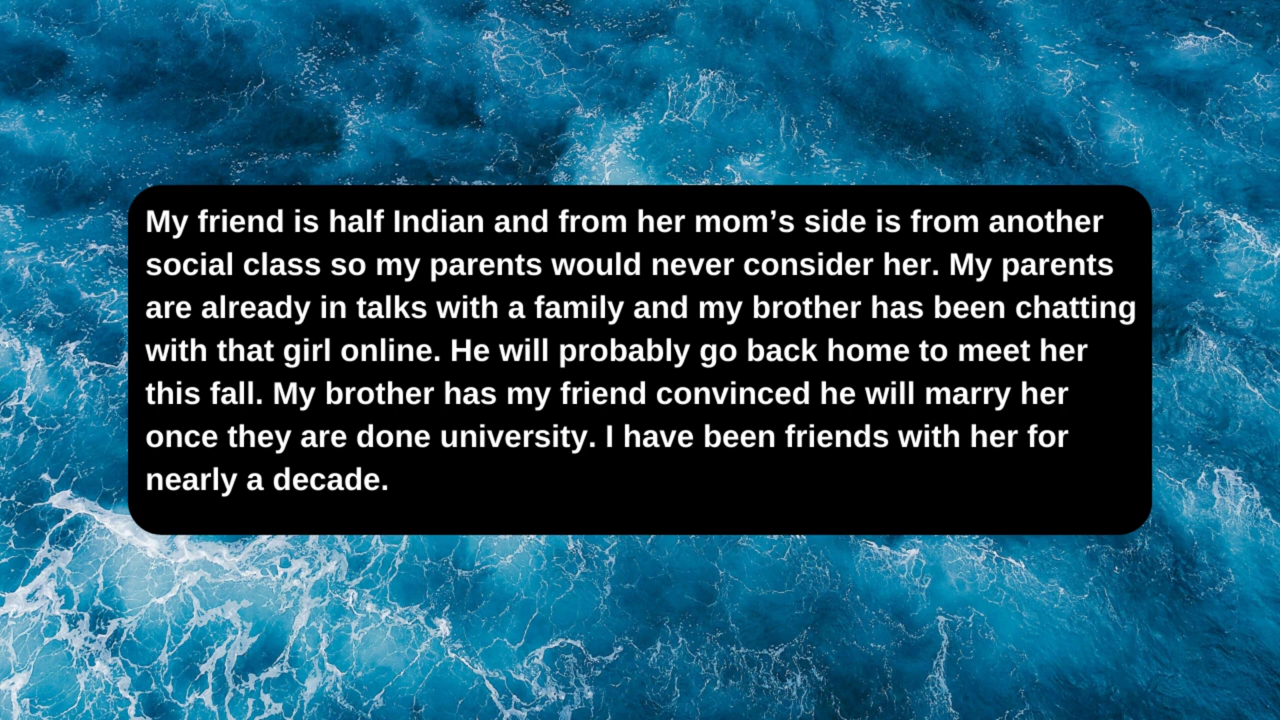 My friend is half Indian and from her mom’s side is from another
social class so my parents would never consider her. My parents
are already in talks with a family and my brother has been chatting
with that girl online. He will probably go back home to meet her
this fall. My brother has my friend convinced he will marry her
once they are done university. I have been friends with her for
nearly a decade.